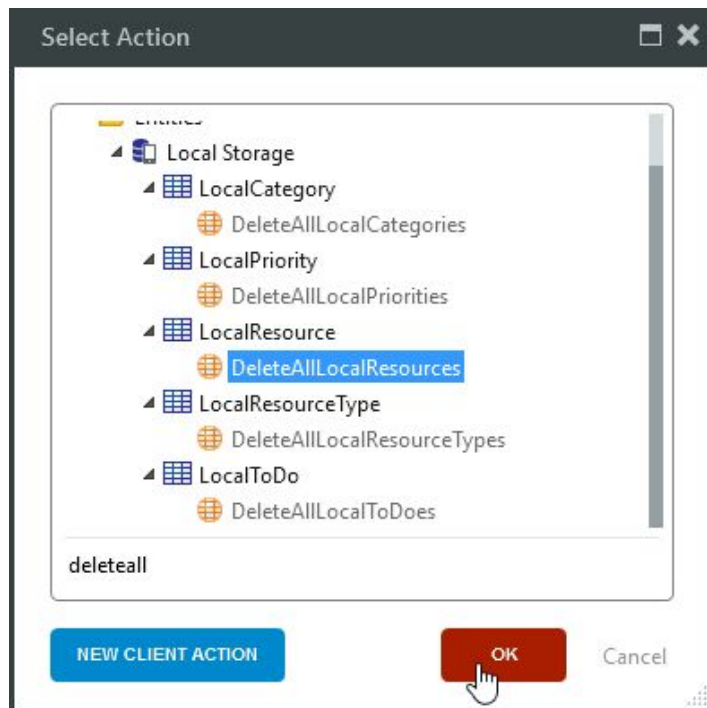 Select Action
Entities
Local Storage
LocalCategory
DeleteAllLocalCategories
LocalPriority
DeleteAllLocalPriorities
LocalResource
DeleteAllLocalResources
LocalResourceType
DeleteAllLocalResourceTypes
LocalToDo
DeleteAllLocalToDoes
deleteall
NEW CLIENT ACTION
OK
Cancel